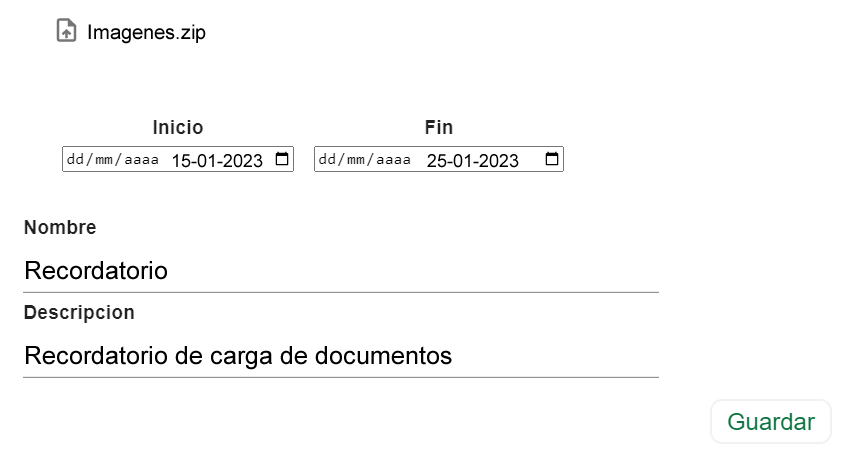 Imagenes.zip
Inicio Fin
dd/mm/aaaa 15-01-2023 dd/mm/aaaa 25-01-2023
Nombre
Recordatorio
Descripcion
Recordatorio de carga de documentos
Guardar